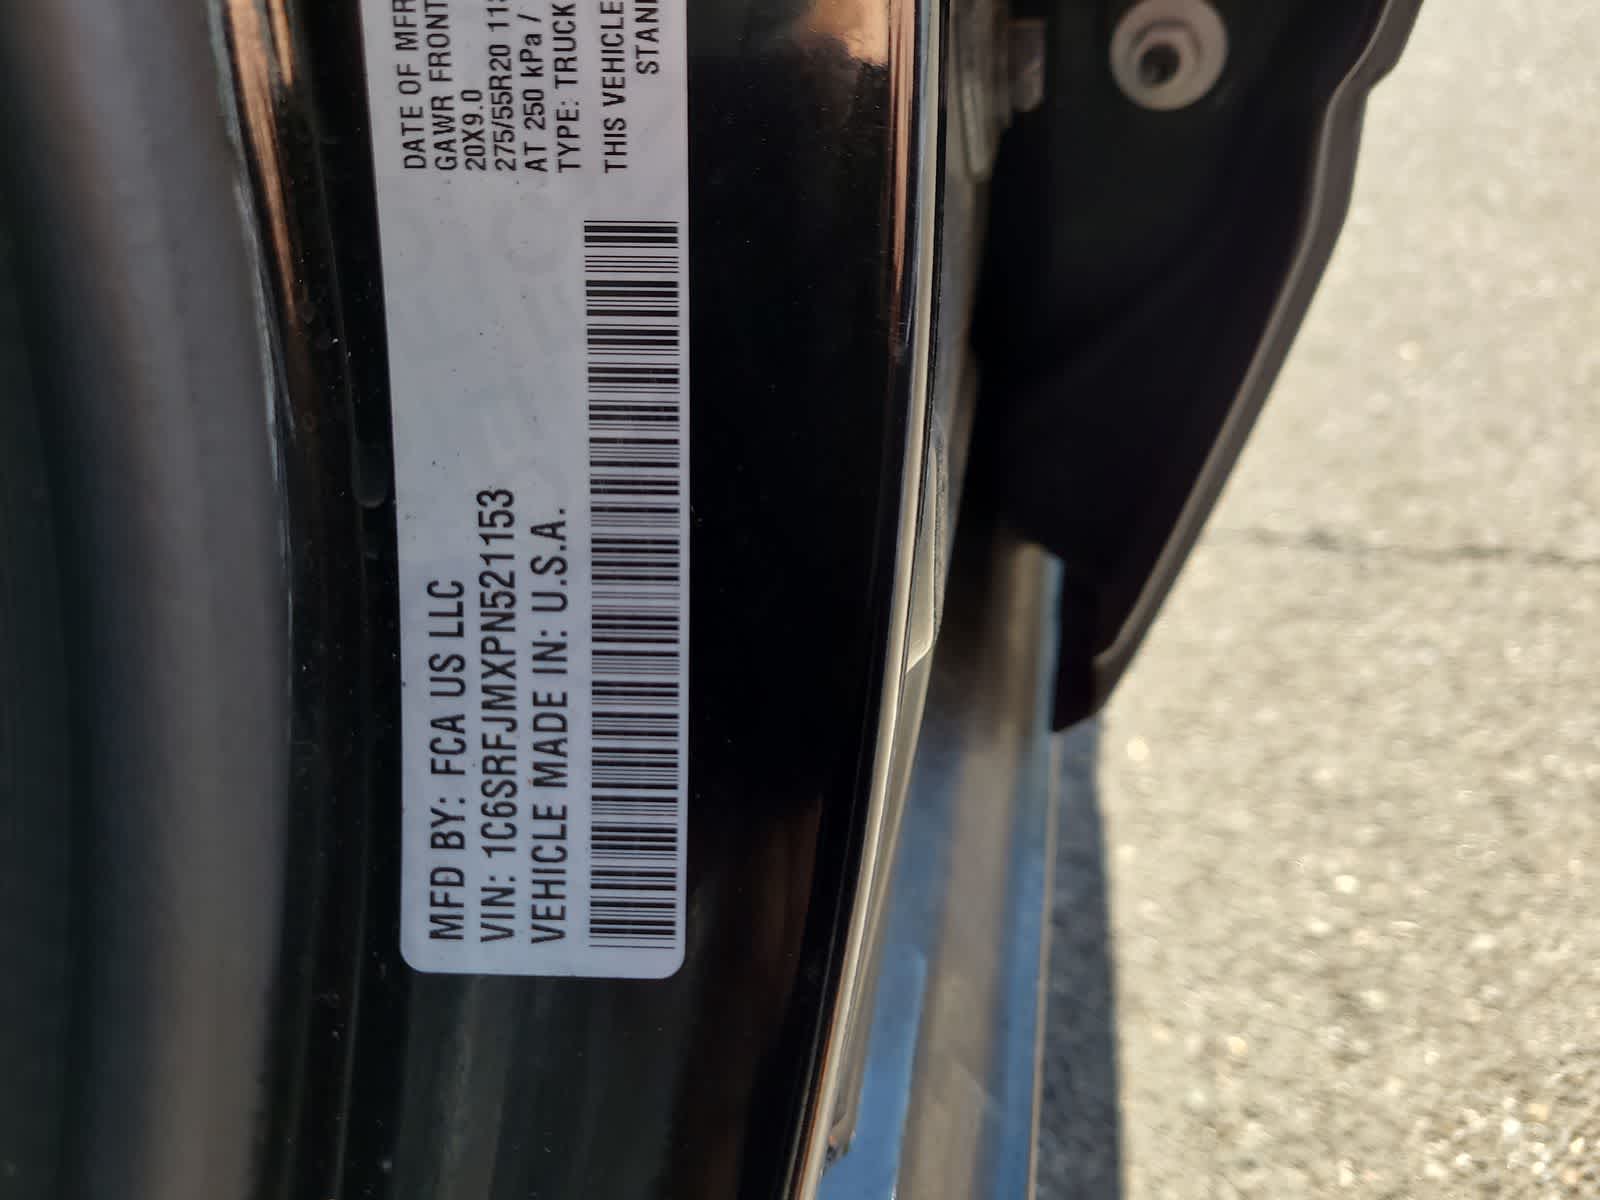 MFD BY: FCA US LLC
VIN: 1C6SRFJMXPN521153
VEHICLE MADE IN: U.S.A.
DATE OF MFR
GAWR FRONT
20X9.0
275/55R20
AT 250 kPa /
TYPE: TRUCK
THIS VEHICLE